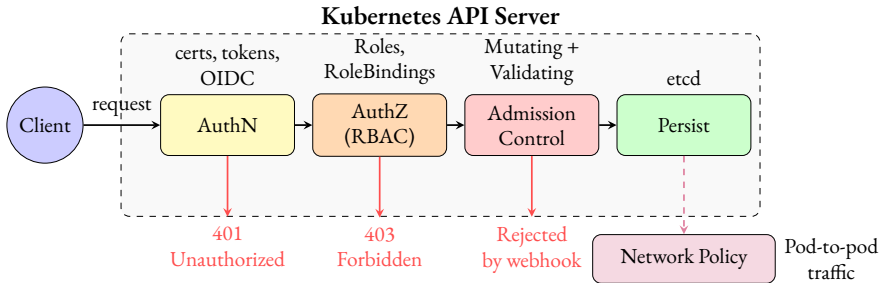 Kubernetes API Server
certs, tokens,
OIDC
Roles,
RoleBindings
Mutating +
Validating
etcd
Client
request
AuthN
AuthZ
(RBAC)
Admission
Control
Persist
401
Unauthorized
403
Forbidden
Rejected
by webhook
Network Policy
Pod-to-pod
traffic